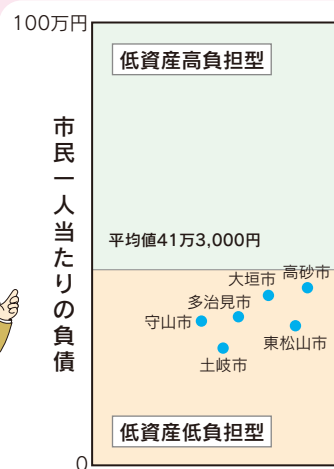 100万円
低資産高負担型
市民一人当たりの負債
平均値41万3,000円
高砂市
大垣市
多治見市
守山市
東松山市
土岐市
低資産低負担型
0